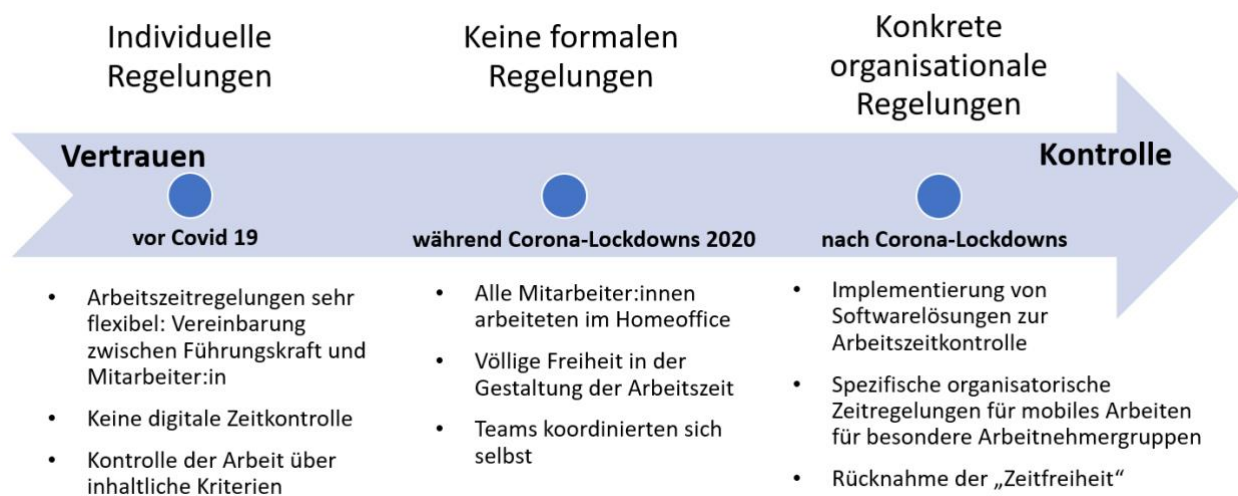 Individuelle
Regelungen
Keine formalen
Regelungen
Konkrete
organisationale
Regelungen
Vertrauen
Kontrolle
vor Covid 19
während Corona-Lockdowns 2020
nach Corona-Lockdowns
• Arbeitszeitregelungen sehr
flexibel: Vereinbarung
zwischen Führungskraft und
Mitarbeiter:in
• Keine digitale Zeitkontrolle
• Kontrolle der Arbeit über
inhaltliche Kriterien
• Alle Mitarbeiter:innen
arbeiteten im Homeoffice
• Völlige Freiheit in der
Gestaltung der Arbeitszeit
• Teams koordinierten sich
selbst
• Implementierung von
Softwarelösungen zur
Arbeitszeitkontrolle
• Spezifische organisatorische
Zeitregelungen für mobiles Arbeiten
für besondere Arbeitnehmergruppen
• Rücknahme der „Zeitfreiheit“